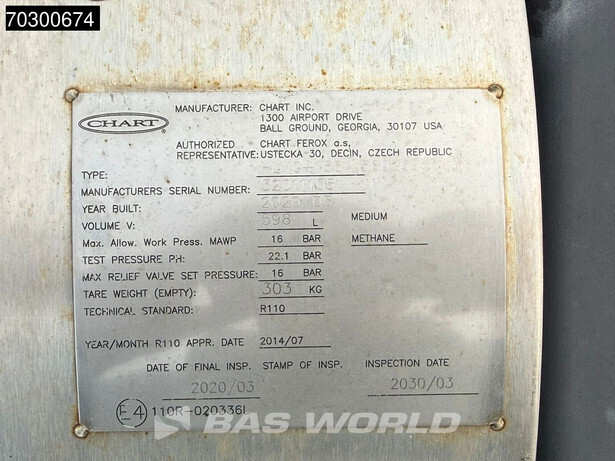 70300674
MANUFACTURER: CHART INC.
1300 AIRPORT DRIVE
BALL GROUND, GEORGIA, 30107 USA
CHART
AUTHORIZED CHART FEROX a.s,
REPRESENTATIVE: USTECKA 30, DECIN, CZECH REPUBLIC
TYPE:
MANUFACTURERS SERIAL NUMBER:
YEAR BUILT: 2020/03
VOLUME V: 598 L MEDIUM
Max. Allow. Work Press. MAWP 16 BAR METHANE
TEST PRESSURE PH: 22.1 BAR
MAX RELIEF VALVE SET PRESSURE: 16 BAR
TARE WEIGHT (EMPTY): 303 KG
TECHNICAL STANDARD: R110
YEAR/MONTH R110 APPR. DATE 2014/07
DATE OF FINAL INSP. STAMP OF INSP. INSPECTION DATE
2020/03 2030/03
E4 110R-020336I
BAS WORLD